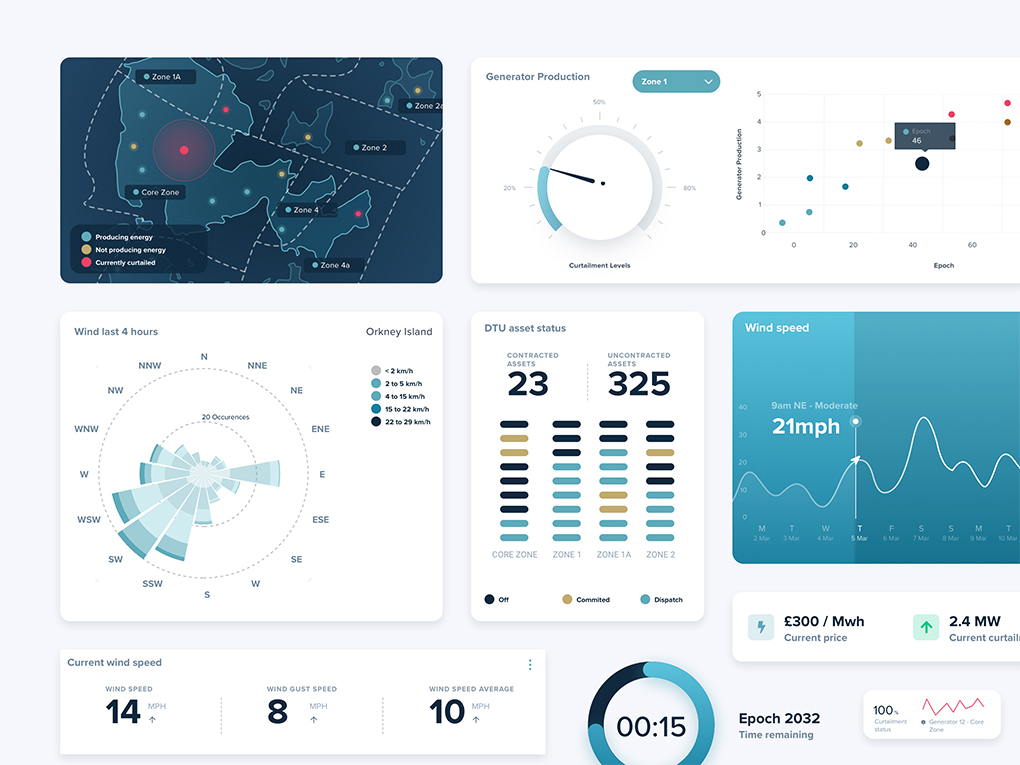 Zone 1A
Zone 2a
Zone 2
Core Zone
Zone 4
Zone 4a
Producing energy
Not producing energy
Currently curtailed
Generator Production
Zone 1
50%
20%
80%
Curtailment Levels
Generator Production
5
4
3
2
1
0
Epoch
46
0
20
40
60
Epoch
Wind last 4 hours
Orkney Island
N
NNW
NNE
NW
NE
WNW
ENE
W
E
WSW
ESE
SW
SE
SSW
W
S
20 Occurences
< 2 km/h
2 to 5 km/h
4 to 15 km/h
15 to 22 km/h
22 to 29 km/h
DTU asset status
CONTRACTED
ASSETS
23
UNCONTRACTED
ASSETS
325
CORE ZONE
ZONE 1
ZONE 1A
ZONE 2
Off
Commited
Dispatch
Wind speed
9am NE - Moderate
21mph
40
30
20
10
0
M
T
W
T
F
S
S
M
T
2 Mar
3 Mar
4 Mar
5 Mar
6 Mar
7 Mar
8 Mar
9 Mar
10 Mar
£300 / Mwh
Current price
2.4 MW
Current curtail
Current wind speed
WIND SPEED
14 MPH
WIND GUST SPEED
8 MPH
WIND SPEED AVERAGE
10 MPH
00:15
Epoch 2032
Time remaining
100%
Curtailment
status
Generator 12 - Core
Zone